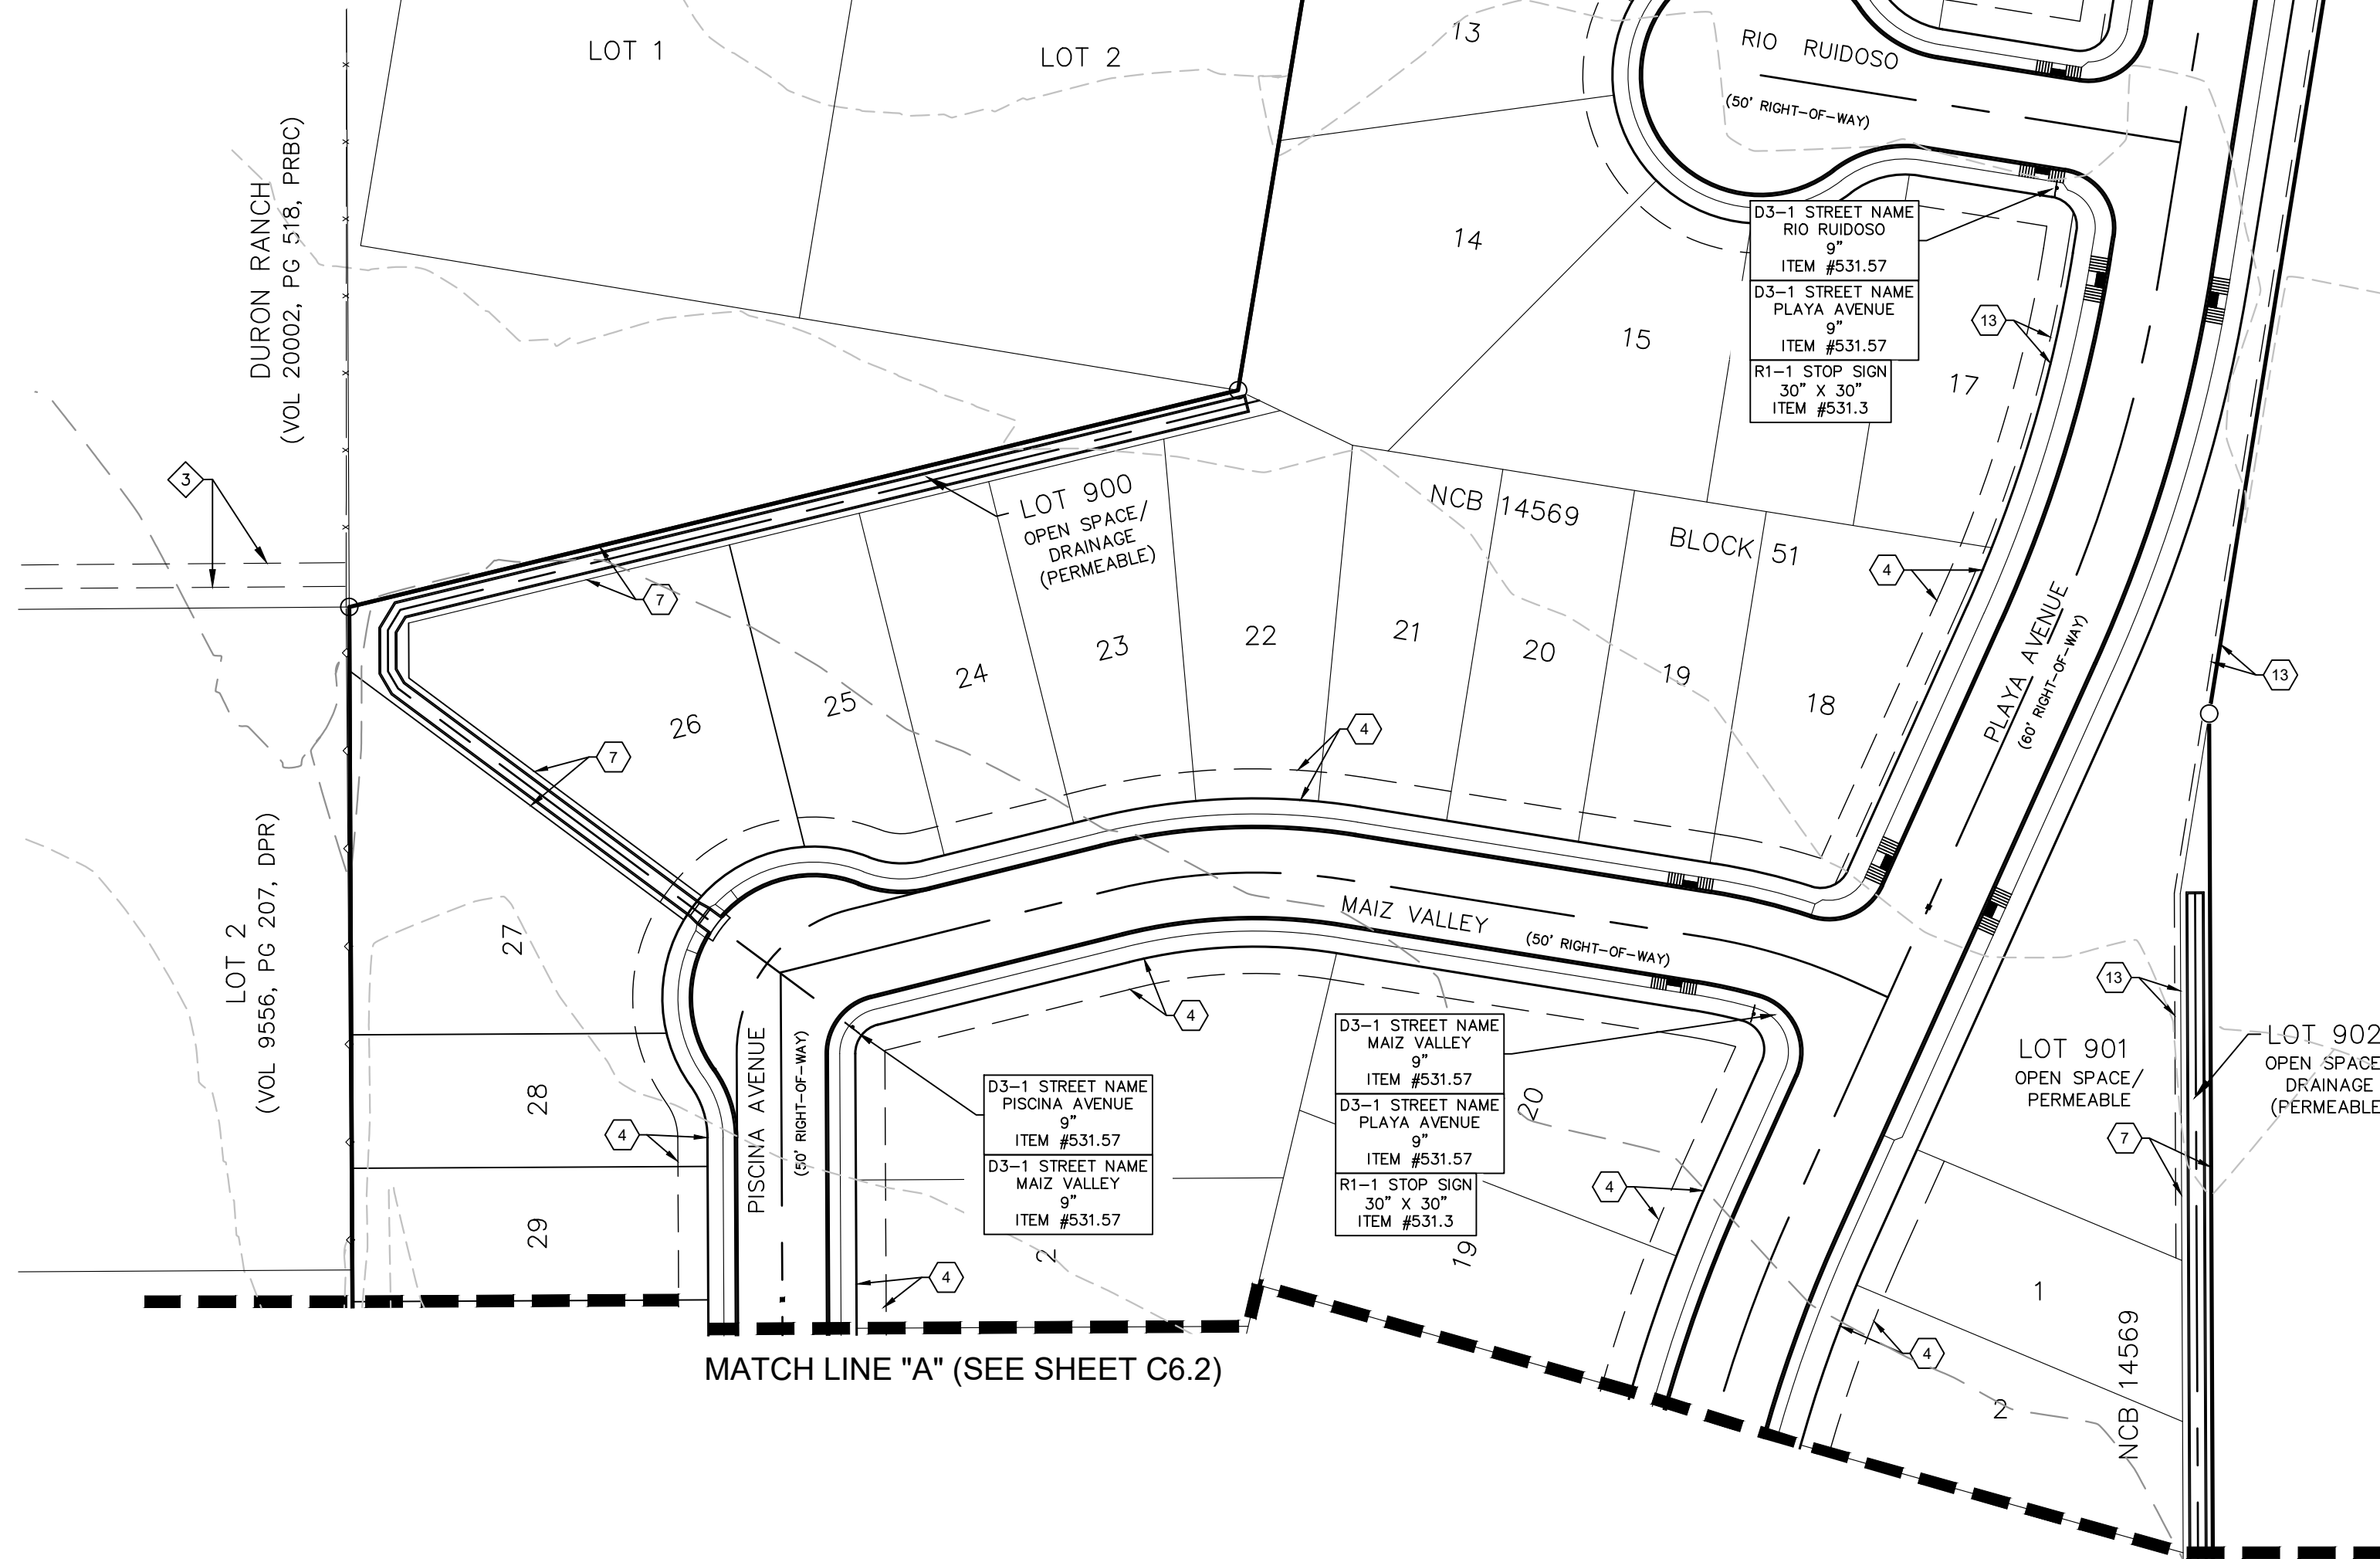 LOT 1
LOT 2
13
RIO RUIDOSO
(50' RIGHT-OF-WAY)
DURON RANCH
(VOL 20002, PG 518, PRBC)
14
D3-1 STREET NAME
RIO RUIDOSO
9"
ITEM #531.57
D3-1 STREET NAME
PLAYA AVENUE
9"
ITEM #531.57
R1-1 STOP SIGN
30" X 30"
ITEM #531.3
13
15
17
3
LOT 900
OPEN SPACE/
DRAINAGE
(PERMEABLE)
NCB 14569
BLOCK 51
4
7
PLAYA AVENUE
(60' RIGHT-OF-WAY)
26
25
24
23
22
21
20
19
18
13
7
4
LOT 2
(VOL 9556, PG 207, DPR)
27
MAIZ VALLEY
(50' RIGHT-OF-WAY)
13
4
PISCINA AVENUE
(50' RIGHT-OF-WAY)
D3-1 STREET NAME
PISCINA AVENUE
9"
ITEM #531.57
D3-1 STREET NAME
MAIZ VALLEY
9"
ITEM #531.57
D3-1 STREET NAME
MAIZ VALLEY
9"
ITEM #531.57
D3-1 STREET NAME
PLAYA AVENUE
9"
ITEM #531.57
R1-1 STOP SIGN
30" X 30"
ITEM #531.3
20
LOT 901
OPEN SPACE/
PERMEABLE
LOT 902
OPEN SPACE
DRAINAGE
(PERMEABLE
28
4
7
4
29
2
4
19
1
4
2
NCB 14569
MATCH LINE "A" (SEE SHEET C6.2)